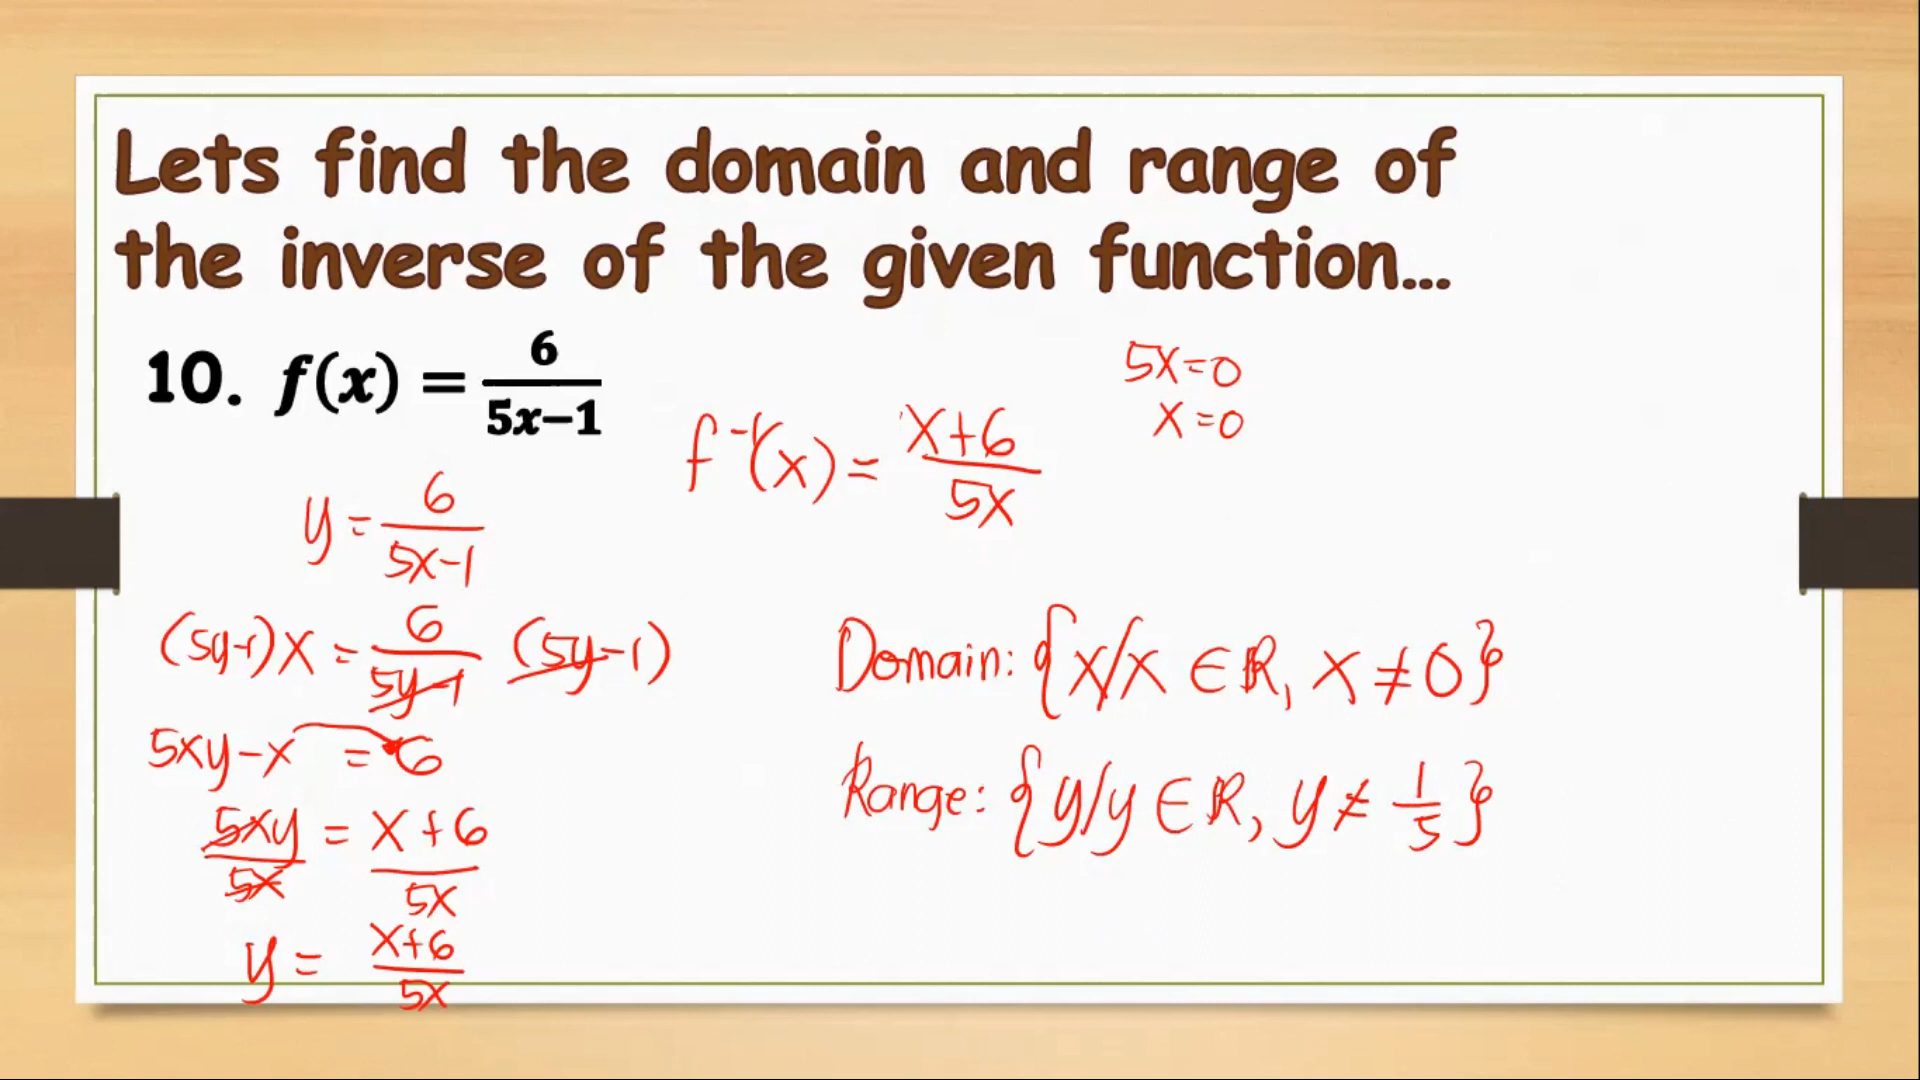 Lets find the domain and range of
the inverse of the given function...
10. f(x) = 6/(5x−1)
5x=0
x=0
f⁻¹(x) = (x+6)/(5x)
y = 6/(5x−1)
(5y−1)x = 6/(5y−1) (5y−1)
5xy−x = 6
5xy/5x = (x+6)/5x
y = (x+6)/5x
Domain: {x/x ∈ ℝ, x ≠ 0}
Range: {y/y ∈ ℝ, y ≠ 1/5}